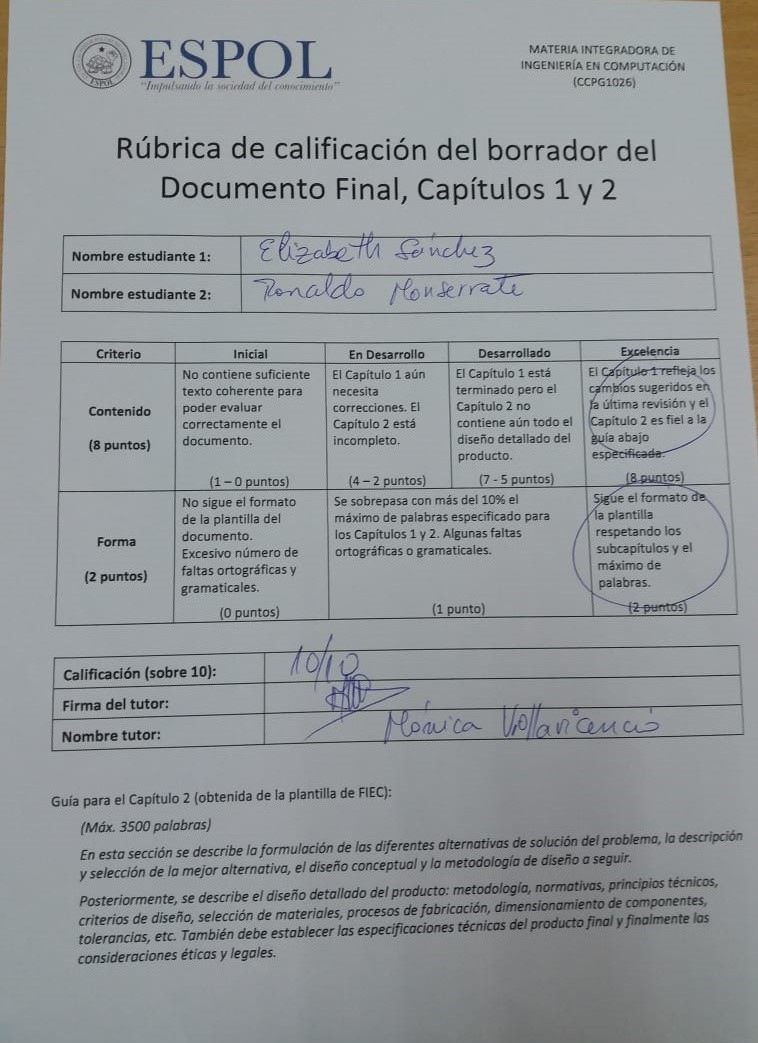 ESPOL
"Impulsando la sociedad del conocimiento"
ESPOL
MATERIA INTEGRADORA DE
INGENIERÍA EN COMPUTACIÓN
(CCPG1026)
Rúbrica de calificación del borrador del
Documento Final, Capítulos 1 y 2
Nombre estudiante 1: Elizabeth Sánchez
Nombre estudiante 2: Ronaldo Monserrate
Criterio Inicial En Desarrollo Desarrollado Excelencia
Contenido
(8 puntos)
No contiene suficiente
texto coherente para
poder evaluar
correctamente el
documento.
(1 – 0 puntos)
El Capítulo 1 aún
necesita
correcciones. El
Capítulo 2 está
incompleto.
(4 – 2 puntos)
El Capítulo 1 está
terminado pero el
Capítulo 2 no
contiene aún todo el
diseño detallado del
producto.
(7 - 5 puntos)
El Capítulo 1 refleja los
cambios sugeridos en
la última revisión y el
Capítulo 2 es fiel a la
guía abajo
especificada.
(8 puntos)
Forma
(2 puntos)
No sigue el formato
de la plantilla del
documento.
Excesivo número de
faltas ortográficas y
gramaticales.
(0 puntos)
Se sobrepasa con más del 10% el
máximo de palabras especificado para
los Capítulos 1 y 2. Algunas faltas
ortográficas o gramaticales.
(1 punto)
Sigue el formato de
la plantilla
respetando los
subcapítulos y el
máximo de
palabras.
(2 puntos)
Calificación (sobre 10): 10/10
Firma del tutor:
Nombre tutor: Mónica Villavicencio
Guía para el Capítulo 2 (obtenida de la plantilla de FIEC):
(Máx. 3500 palabras)
En esta sección se describe la formulación de las diferentes alternativas de solución del problema, la descripción
y selección de la mejor alternativa, el diseño conceptual y la metodología de diseño a seguir.
Posteriormente, se describe el diseño detallado del producto: metodología, normativas, principios técnicos,
criterios de diseño, selección de materiales, procesos de fabricación, dimensionamiento de componentes,
tolerancias, etc. También debe establecer las especificaciones técnicas del producto final y finalmente las
consideraciones éticas y legales.